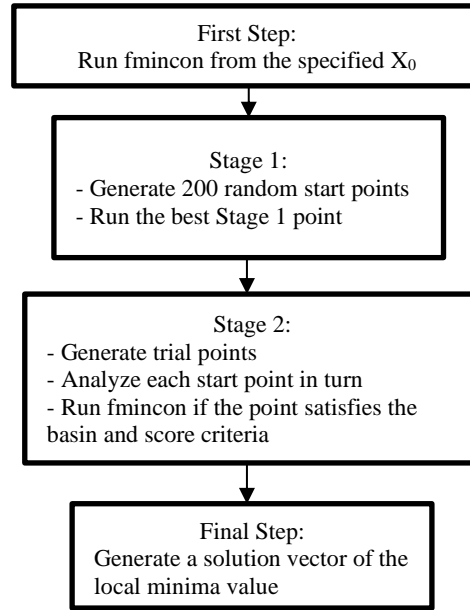 First Step:
Run fmincon from the specified X₀
Stage 1:
- Generate 200 random start points
- Run the best Stage 1 point
Stage 2:
- Generate trial points
- Analyze each start point in turn
- Run fmincon if the point satisfies the
basin and score criteria
Final Step:
Generate a solution vector of the
local minima value